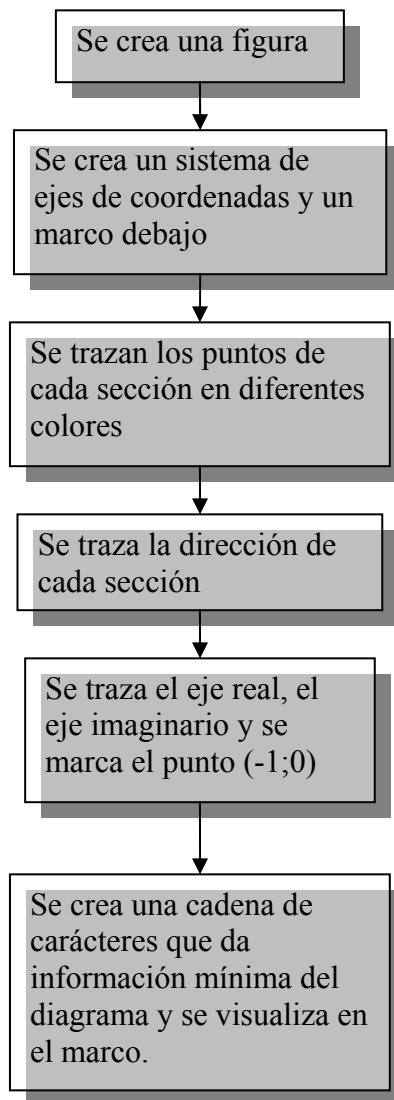 Se crea una figura
Se crea un sistema de
ejes de coordenadas y un
marco debajo
Se trazan los puntos de
cada sección en diferentes
colores
Se traza la dirección de
cada sección
Se traza el eje real, el
eje imaginario y se
marca el punto (-1;0)
Se crea una cadena de
carácteres que da
información mínima del
diagrama y se visualiza en
el marco.